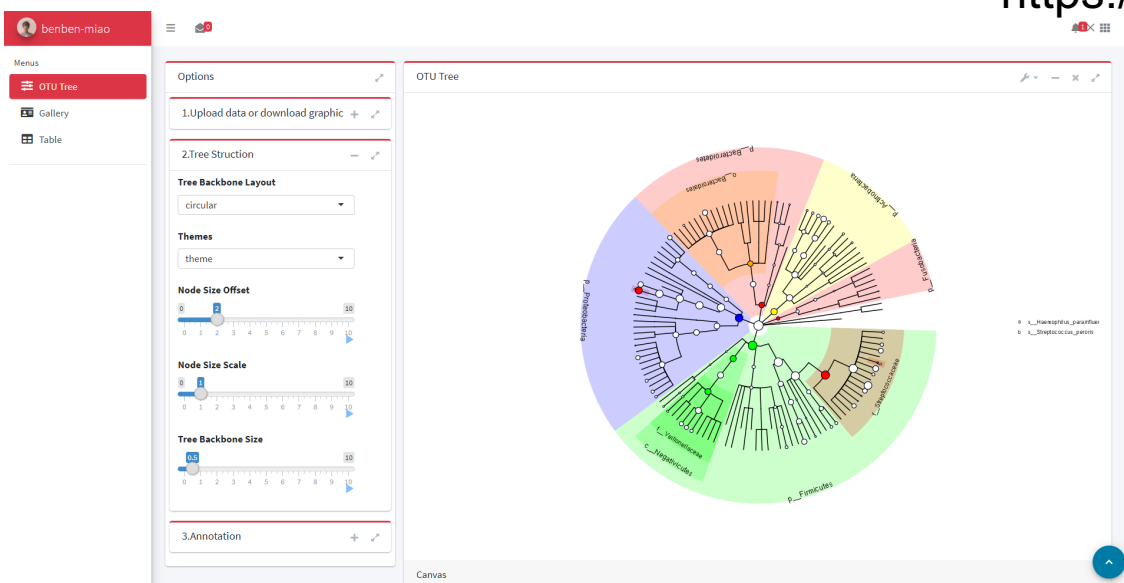 https:/
benben-miao
0
1
Menus
OTU Tree
Gallery
Table
Options
1.Upload data or download graphic
2.Tree Struction
Tree Backbone Layout
circular
Themes
theme
Node Size Offset
0 2 10
0 1 2 3 4 5 6 7 8 9 10
Node Size Scale
0 1 10
0 1 2 3 4 5 6 7 8 9 10
Tree Backbone Size
0.5 10
0 1 2 3 4 5 6 7 8 9 10
3.Annotation
OTU Tree
p__Bacteroidetes
o__Bacteroidales
p__Actinobacteria
p__Fusobacteria
p__Proteobacteria
f__Streptococcaceae
f__Veillonellaceae
c__Negativicutes
p__Firmicutes
a s__Haemophilus_parainfluer
b s__Streptococcus_peroris
Canvas